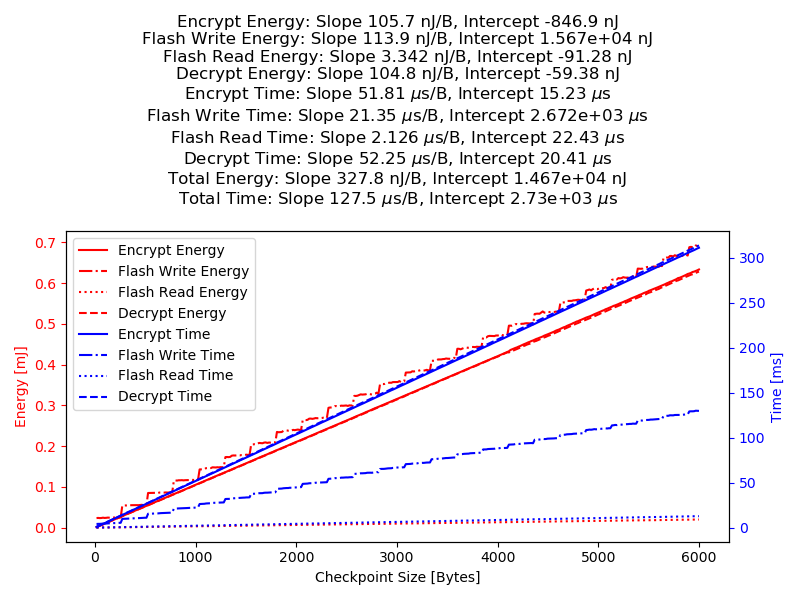 Encrypt Energy: Slope 105.7 nJ/B, Intercept -846.9 nJ
Flash Write Energy: Slope 113.9 nJ/B, Intercept 1.567e+04 nJ
Flash Read Energy: Slope 3.342 nJ/B, Intercept -91.28 nJ
Decrypt Energy: Slope 104.8 nJ/B, Intercept -59.38 nJ
Encrypt Time: Slope 51.81 μs/B, Intercept 15.23 μs
Flash Write Time: Slope 21.35 μs/B, Intercept 2.672e+03 μs
Flash Read Time: Slope 2.126 μs/B, Intercept 22.43 μs
Decrypt Time: Slope 52.25 μs/B, Intercept 20.41 μs
Total Energy: Slope 327.8 nJ/B, Intercept 1.467e+04 nJ
Total Time: Slope 127.5 μs/B, Intercept 2.73e+03 μs
Energy [mJ]
0.7
0.6
0.5
0.4
0.3
0.2
0.1
0.0
Encrypt Energy
Flash Write Energy
Flash Read Energy
Decrypt Energy
Encrypt Time
Flash Write Time
Flash Read Time
Decrypt Time
300
250
200
150
100
50
0
Time [ms]
0 1000 2000 3000 4000 5000 6000
Checkpoint Size [Bytes]